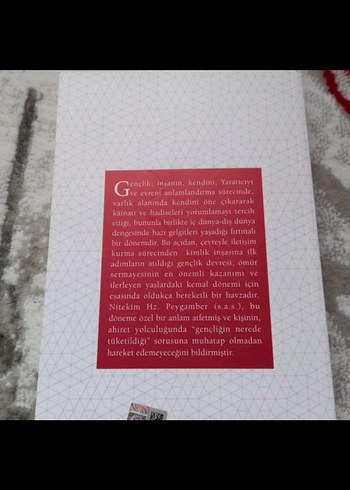 Gençlik; insanın, kendini, Yaratıcıyı
ve evreni anlamlandırma sürecinde,
varlık alanında kendini öne çıkararak
kâinatı ve hadiseleri yorumlamayı tercih
ettiği, bununla birlikte iç dünya-dış dünya
dengesinde bazı gelgitleri yaşadığı fırtınalı
bir dönemdir. Bu açıdan, çevreyle iletişim
kurma sürecinden kimlik inşasına ilk
adımların atıldığı gençlik devresi, ömür
sermayesinin en önemli kazanımı ve
ilerleyen yaşlardaki kemal dönemi için
esasında oldukça bereketli bir havzadır.
Nitekim Hz. Peygamber (s.a.s.), bu
döneme özel bir anlam atfetmiş ve kişinin,
ahiret yolculuğunda “gençliğin nerede
tüketildiği” sorusuna muhatap olmadan
hareket edemeyeceğini bildirmiştir.